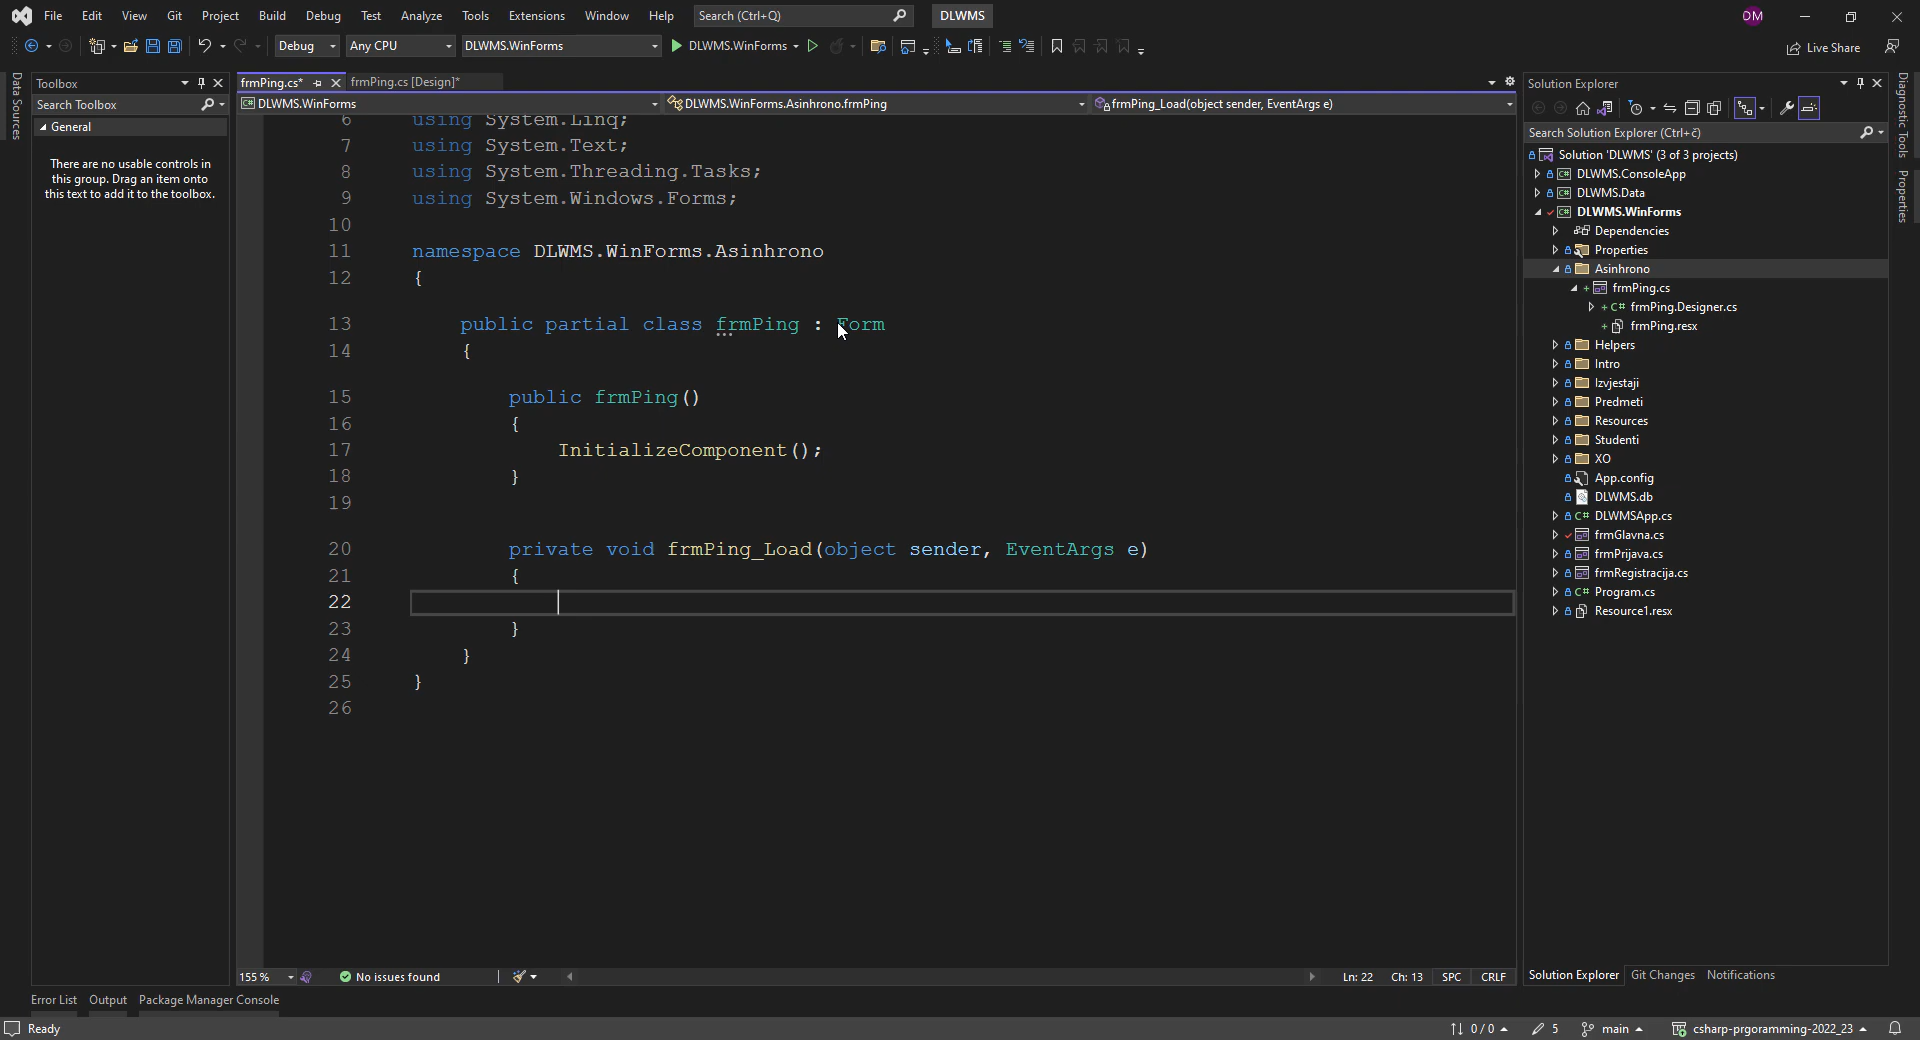 File Edit View Git Project Build Debug Test Analyze Tools Extensions Window Help Search (Ctrl+Q) DLWMS DM
Debug Any CPU DLWMS.WinForms DLWMS.WinForms Live Share
Data Sources
Toolbox
Search Toolbox
General
There are no usable controls in
this group. Drag an item onto
this text to add it to the toolbox.
frmPing.cs* frmPing.cs [Design]*
DLWMS.WinForms DLWMS.WinForms.Asinhrono.frmPing frmPing_Load(object sender, EventArgs e)
6 using System.Linq;
7 using System.Text;
8 using System.Threading.Tasks;
9 using System.Windows.Forms;
10
11 namespace DLWMS.WinForms.Asinhrono
12 {
13 public partial class frmPing : Form
14 {
15 public frmPing()
16 {
17 InitializeComponent();
18 }
19
20 private void frmPing_Load(object sender, EventArgs e)
21 {
22
23 }
24 }
25 }
26
155 % No issues found Ln: 22 Ch: 13 SPC CRLF
Solution Explorer
Search Solution Explorer (Ctrl+č)
Solution 'DLWMS' (3 of 3 projects)
C# DLWMS.ConsoleApp
C# DLWMS.Data
C# DLWMS.WinForms
Dependencies
Properties
Asinhrono
frmPing.cs
C# frmPing.Designer.cs
frmPing.resx
Helpers
Intro
Izvjestaji
Predmeti
Resources
Studenti
XO
App.config
DLWMS.db
C# DLWMSApp.cs
frmGlavna.cs
frmPrijava.cs
frmRegistracija.cs
C# Program.cs
Resource1.resx
Solution Explorer Git Changes Notifications
Diagnostic Tools
Properties
Error List Output Package Manager Console
Ready 0 / 0 5 main csharp-prgoramming-2022_23